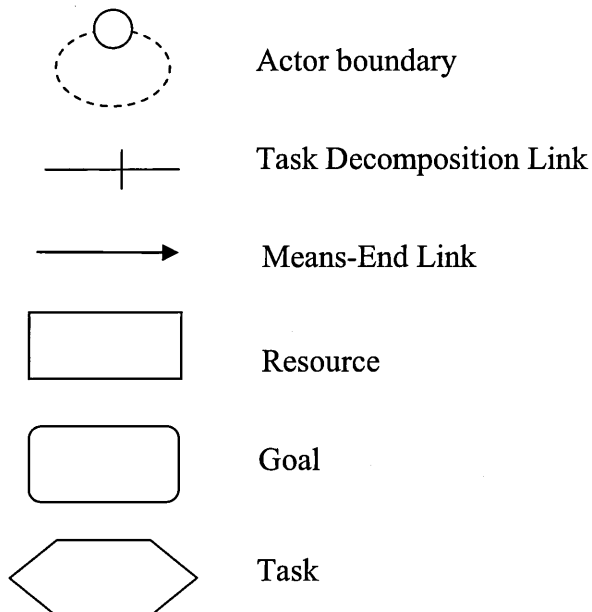 Actor boundary
Task Decomposition Link
Means-End Link
Resource
Goal
Task